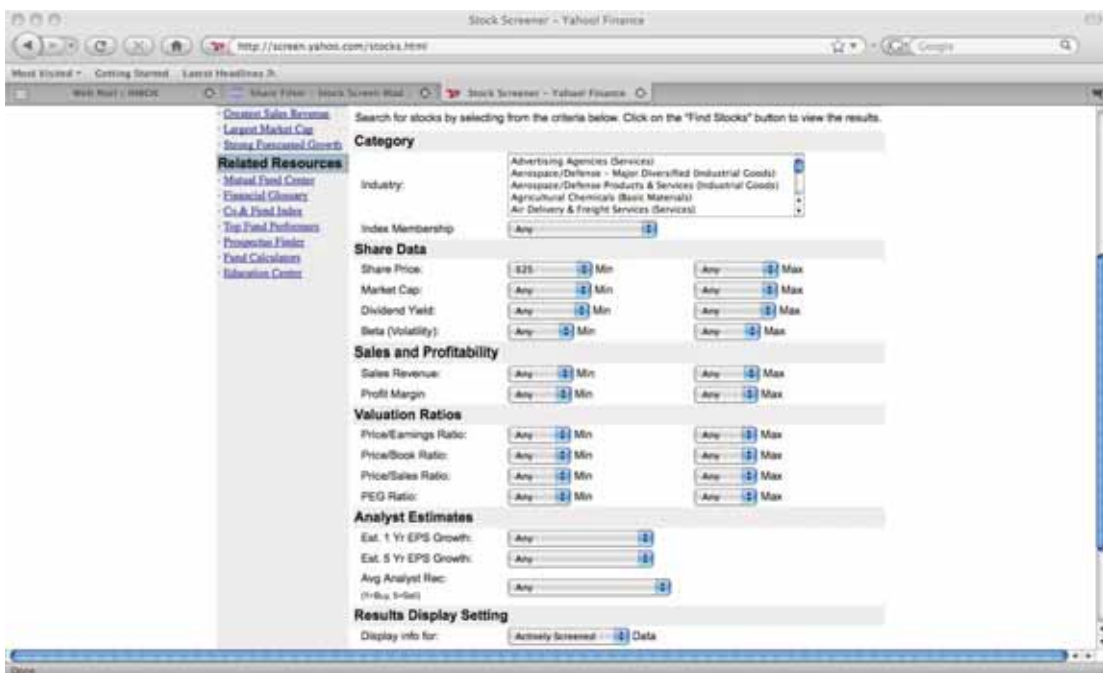 Stock Screener - Yahoo! Finance
http://screen.yahoo.com/stocks.html
Google
Most Visited Getting Started Latest Headlines
Web Mail :: INBOX Share Filter - Stock Screen Stock Screener - Yahoo! Finance
Greatest Sales Revenue
Largest Market Cap
Strong Forecasted Growth
Related Resources
Mutual Fund Center
Financial Glossary
Co & Fund Index
Top Fund Performers
Prospectus Finder
Fund Calculators
Education Center
Search for stocks by selecting from the criteria below. Click on the "Find Stocks" button to view the results.
Category
Industry:
Advertising Agencies (Services)
Aerospace/Defense - Major Diversified (Industrial Goods)
Aerospace/Defense Products & Services (Industrial Goods)
Agricultural Chemicals (Basic Materials)
Air Delivery & Freight Services (Services)
Index Membership Any
Share Data
Share Price: $25 Min Any Max
Market Cap: Any Min Any Max
Dividend Yield: Any Min Any Max
Beta (Volatility): Any Min Any Max
Sales and Profitability
Sales Revenue: Any Min Any Max
Profit Margin Any Min Any Max
Valuation Ratios
Price/Earnings Ratio: Any Min Any Max
Price/Book Ratio: Any Min Any Max
Price/Sales Ratio: Any Min Any Max
PEG Ratio: Any Min Any Max
Analyst Estimates
Est. 1 Yr EPS Growth: Any
Est. 5 Yr EPS Growth: Any
Avg Analyst Rec: Any
(1=Buy, 5=Sell)
Results Display Setting
Display info for: Actively Screened Data
Done